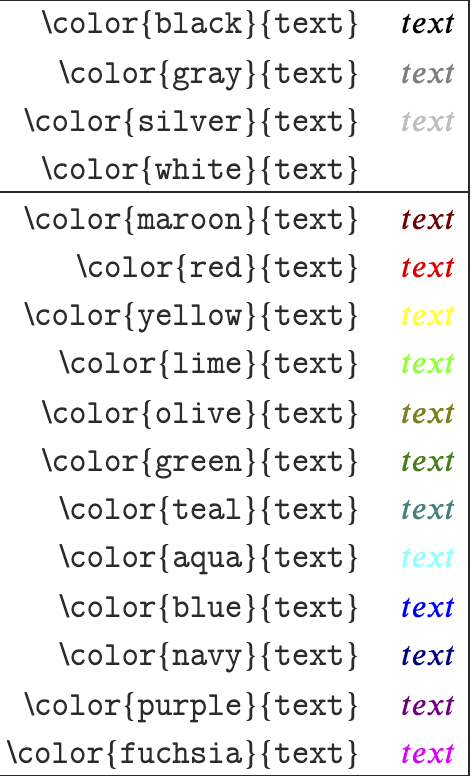 \color{black}{text} text
\color{gray}{text} text
\color{silver}{text} text
\color{white}{text}
\color{maroon}{text} text
\color{red}{text} text
\color{yellow}{text} text
\color{lime}{text} text
\color{olive}{text} text
\color{green}{text} text
\color{teal}{text} text
\color{aqua}{text} text
\color{blue}{text} text
\color{navy}{text} text
\color{purple}{text} text
\color{fuchsia}{text} text